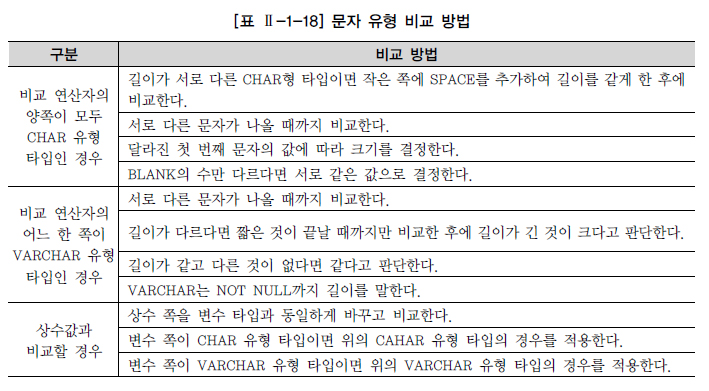 [표 Ⅱ-1-18] 문자 유형 비교 방법
구분
비교 방법
비교 연산자의
양쪽이 모두
CHAR 유형
타입인 경우
길이가 서로 다른 CHAR형 타입이면 작은 쪽에 SPACE를 추가하여 길이를 같게 한 후에
비교한다.
서로 다른 문자가 나올 때까지 비교한다.
달라진 첫 번째 문자의 값에 따라 크기를 결정한다.
BLANK의 수만 다르다면 서로 같은 값으로 결정한다.
비교 연산자의
어느 한 쪽이
VARCHAR 유형
타입인 경우
서로 다른 문자가 나올 때까지 비교한다.
길이가 다르다면 짧은 것이 끝날 때까지만 비교한 후에 길이가 긴 것이 크다고 판단한다.
길이가 같고 다른 것이 없다면 같다고 판단한다.
VARCHAR는 NOT NULL까지 길이를 말한다.
상수값과
비교할 경우
상수 쪽을 변수 타입과 동일하게 바꾸고 비교한다.
변수 쪽이 CHAR 유형 타입이면 위의 CAHAR 유형 타입의 경우를 적용한다.
변수 쪽이 VARCHAR 유형 타입이면 위의 VARCHAR 유형 타입의 경우를 적용한다.